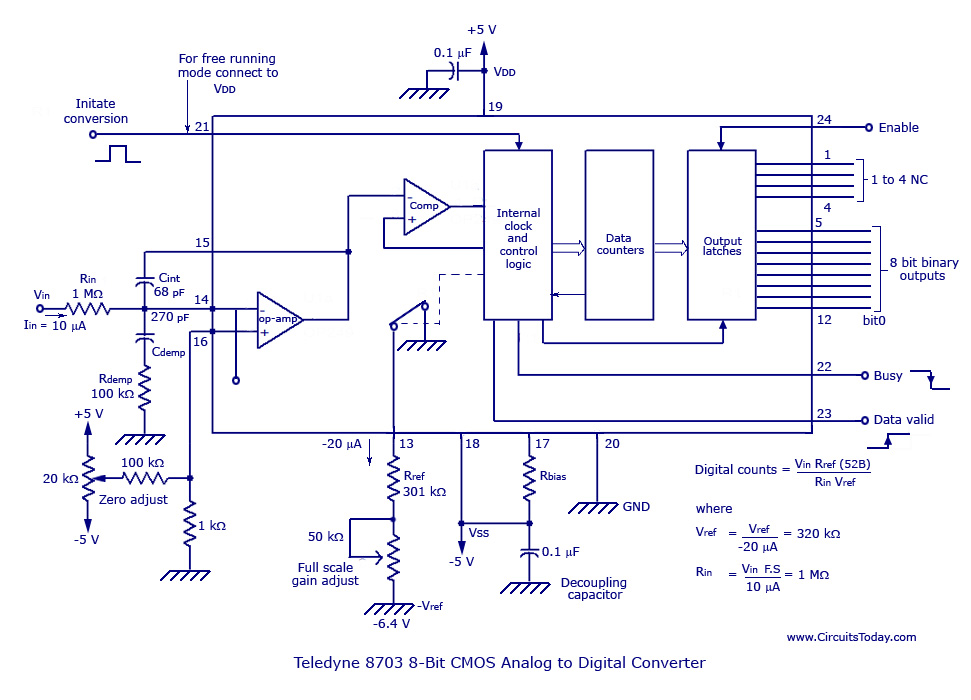 +5 V
0.1 µF
VDD
19
For free running
mode connect to
VDD
Initate
conversion
21
24
Enable
1
1 to 4 NC
4
5
8 bit binary
outputs
12
bit0
Comp
-
+
Internal
clock
and
control
logic
Data
counters
Output
latches
15
Cint
68 pF
Rin
1 MΩ
Vin
Iin = 10 µA
14
270 pF
16
-
op-amp
+
Cdemp
Rdemp
100 kΩ
+5 V
20 kΩ
100 kΩ
Zero adjust
-5 V
1 kΩ
22
Busy
23
Data valid
-20 µA
13
18
17
20
Rref
301 kΩ
Rbias
GND
50 kΩ
Full scale
gain adjust
Vss
-5 V
0.1 µF
Decoupling
capacitor
-Vref
-6.4 V
Digital counts = Vin Rref (52B)
Rin Vref
where
Vref = Vref = 320 kΩ
-20 µA
Rin = Vin F.S = 1 MΩ
10 µA
www.CircuitsToday.com
Teledyne 8703 8-Bit CMOS Analog to Digital Converter